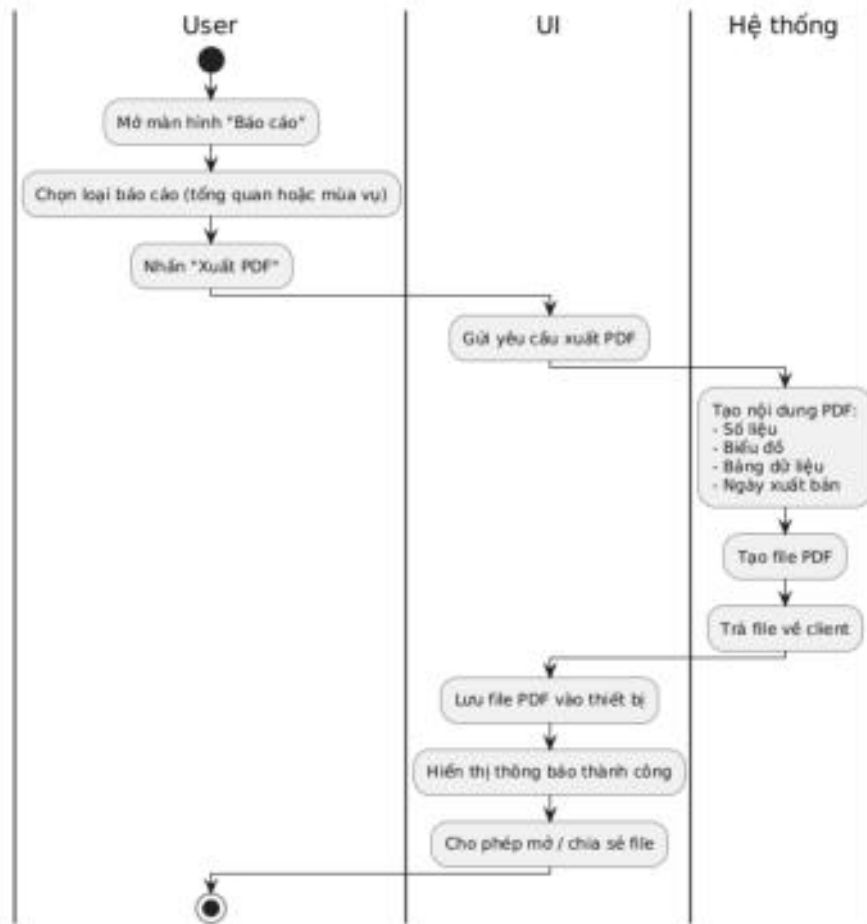 User
UI
Hệ thống
Mở màn hình "Báo cáo"
Chọn loại báo cáo (tổng quan hoặc mùa vụ)
Nhấn "Xuất PDF"
Gửi yêu cầu xuất PDF
Tạo nội dung PDF:
- Số liệu
- Biểu đồ
- Bảng dữ liệu
- Ngày xuất bản
Tạo file PDF
Trả file về client
Lưu file PDF vào thiết bị
Hiển thị thông báo thành công
Cho phép mở / chia sẻ file